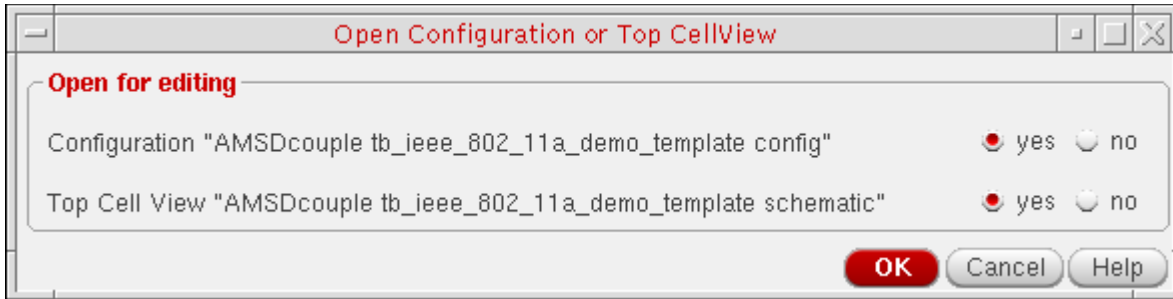 Open Configuration or Top CellView
Open for editing
Configuration "AMSDcouple tb_ieee_802_11a_demo_template config" yes no
Top Cell View "AMSDcouple tb_ieee_802_11a_demo_template schematic" yes no
OK Cancel Help